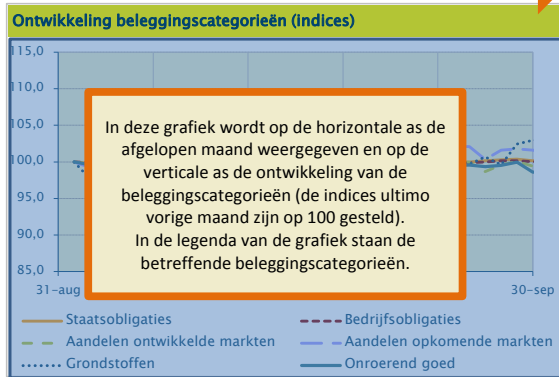 Ontwikkeling beleggingscategorieën (indices)
115,0
110,0
105,0
100,0
95,0
90,0
85,0
In deze grafiek wordt op de horizontale as de
afgelopen maand weergegeven en op de
verticale as de ontwikkeling van de
beleggingscategorieën (de indices ultimo
vorige maand zijn op 100 gesteld).
In de legenda van de grafiek staan de
betreffende beleggingscategorieën.
31-aug 30-sep
Staatsobligaties Bedrijfsobligaties
Aandelen ontwikkelde markten Aandelen opkomende markten
Grondstoffen Onroerend goed